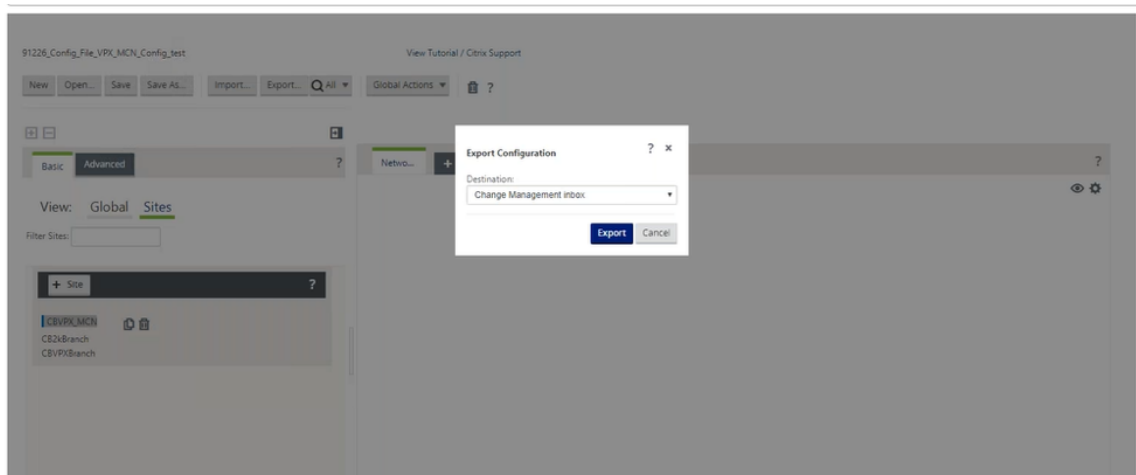 91226_Config_File_VPX_MCN_Config_test View Tutorial / Citrix Support
New Open... Save Save As... Import... Export... All Global Actions ?
Basic Advanced ?
View: Global Sites
Filter Sites:
+ Site ?
CBVPX_MCN
CB2kBranch
CBVPXBranch
Netwo... + ?
Export Configuration ? ×
Destination:
Change Management inbox
Export Cancel